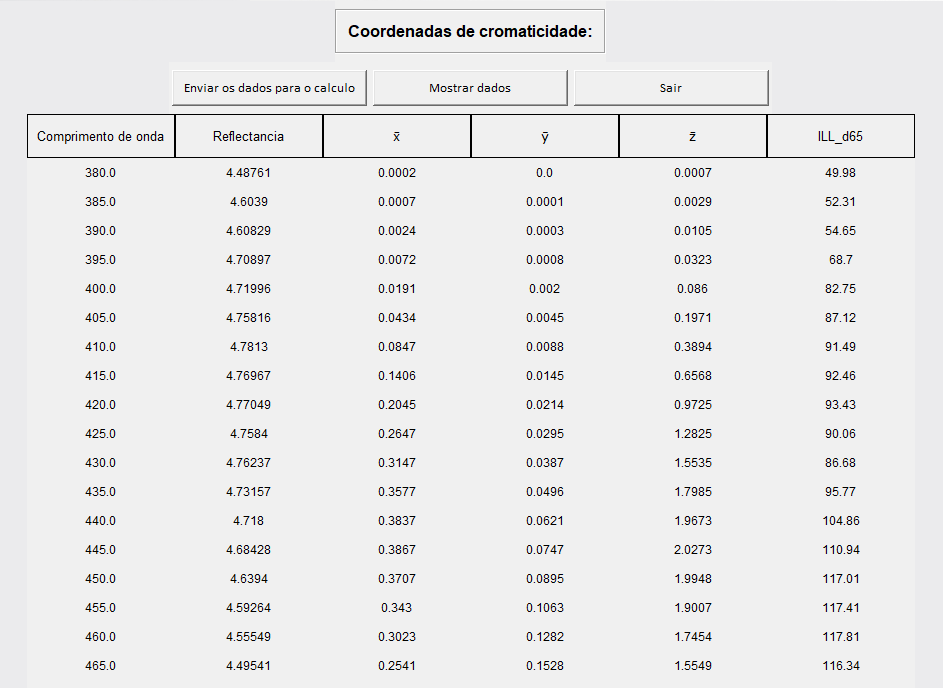 Coordenadas de cromaticidade:
Enviar os dados para o calculo Mostrar dados Sair
Comprimento de onda Reflectancia x̄ ȳ z̄ ILL_d65
380.0 4.48761 0.0002 0.0 0.0007 49.98
385.0 4.6039 0.0007 0.0001 0.0029 52.31
390.0 4.60829 0.0024 0.0003 0.0105 54.65
395.0 4.70897 0.0072 0.0008 0.0323 68.7
400.0 4.71996 0.0191 0.002 0.086 82.75
405.0 4.75816 0.0434 0.0045 0.1971 87.12
410.0 4.7813 0.0847 0.0088 0.3894 91.49
415.0 4.76967 0.1406 0.0145 0.6568 92.46
420.0 4.77049 0.2045 0.0214 0.9725 93.43
425.0 4.7584 0.2647 0.0295 1.2825 90.06
430.0 4.76237 0.3147 0.0387 1.5535 86.68
435.0 4.73157 0.3577 0.0496 1.7985 95.77
440.0 4.718 0.3837 0.0621 1.9673 104.86
445.0 4.68428 0.3867 0.0747 2.0273 110.94
450.0 4.6394 0.3707 0.0895 1.9948 117.01
455.0 4.59264 0.343 0.1063 1.9007 117.41
460.0 4.55549 0.3023 0.1282 1.7454 117.81
465.0 4.49541 0.2541 0.1528 1.5549 116.34